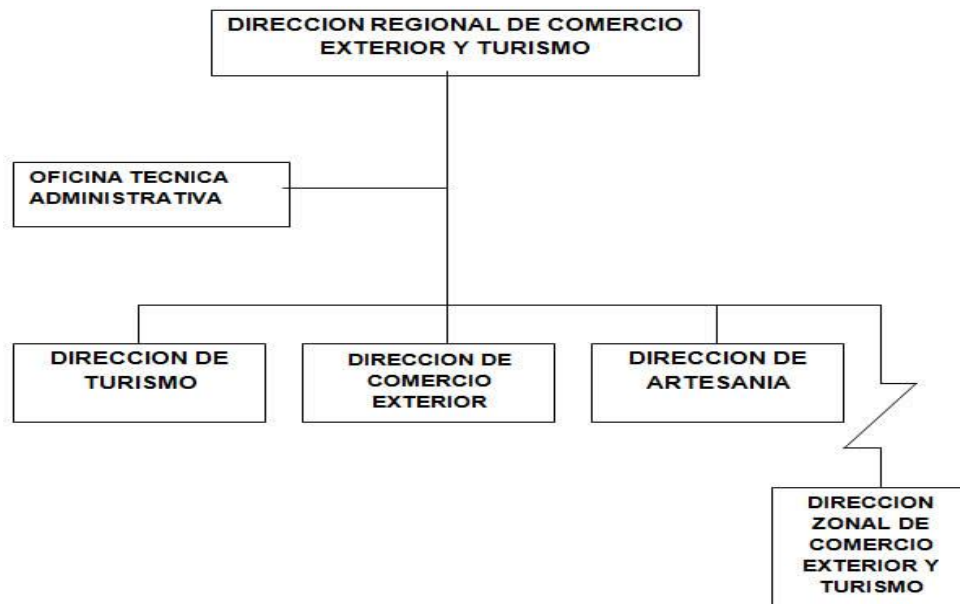 DIRECCION REGIONAL DE COMERCIO
EXTERIOR Y TURISMO
OFICINA TECNICA
ADMINISTRATIVA
DIRECCION DE
TURISMO
DIRECCION DE
COMERCIO
EXTERIOR
DIRECCION DE
ARTESANIA
DIRECCION
ZONAL DE
COMERCIO
EXTERIOR Y
TURISMO